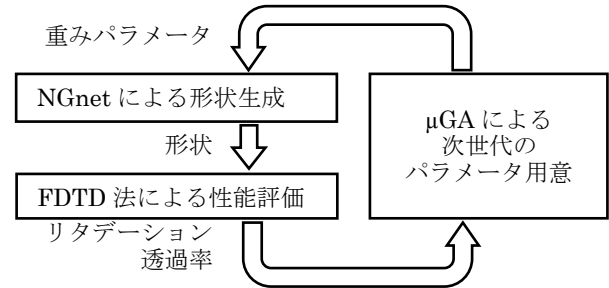 重みパラメータ
NGnet による形状生成
形状
FDTD 法による性能評価
リタデーション
透過率
μGA による
次世代の
パラメータ用意